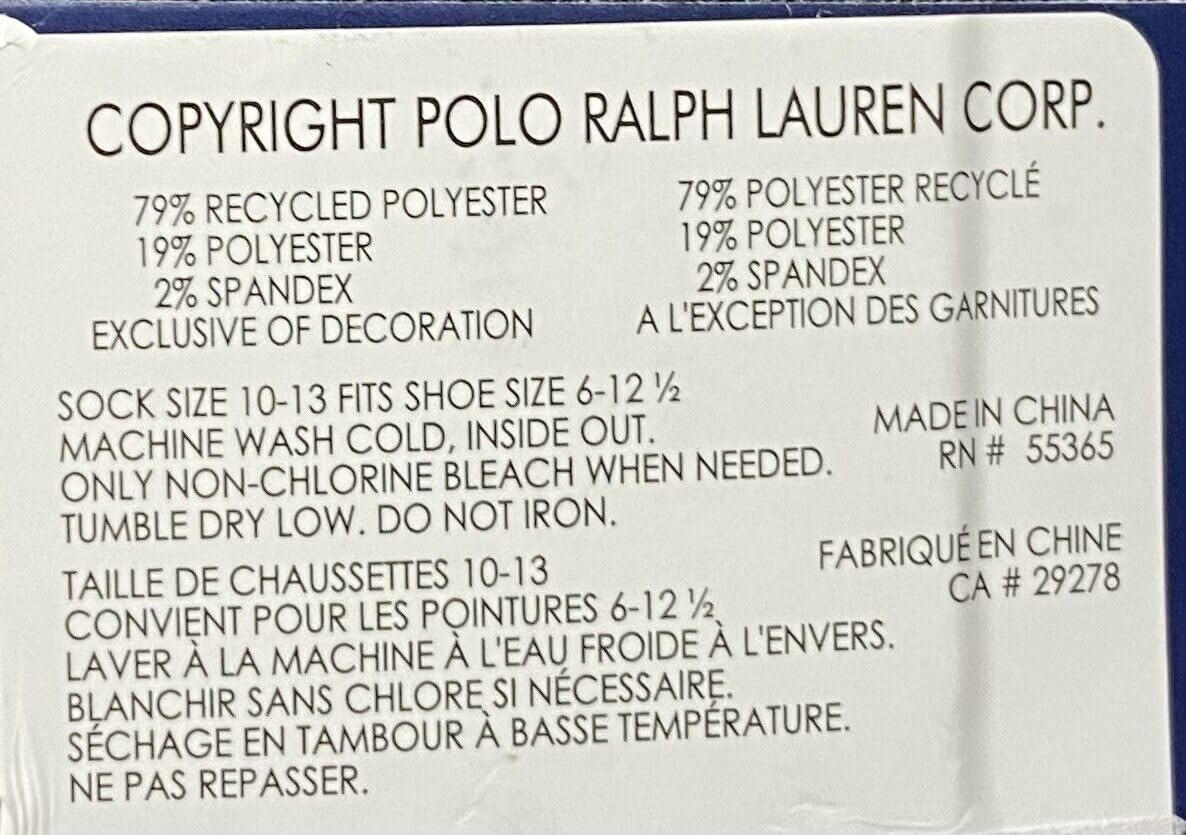 COPYRIGHT POLO RALPH LAUREN CORP.
79% RECYCLED POLYESTER
19% POLYESTER
2% SPANDEX
EXCLUSIVE OF DECORATION
79% POLYESTER RECYCLÉ
19% POLYESTER
2% SPANDEX
A L'EXCEPTION DES GARNITURES
SOCK SIZE 10-13 FITS SHOE SIZE 6-12 ½
MACHINE WASH COLD, INSIDE OUT.
ONLY NON-CHLORINE BLEACH WHEN NEEDED.
TUMBLE DRY LOW. DO NOT IRON.
MADE IN CHINA
RN # 55365
TAILLE DE CHAUSSETTES 10-13
CONVIENT POUR LES POINTURES 6-12 ½
LAVER À LA MACHINE À L'EAU FROIDE À L'ENVERS.
BLANCHIR SANS CHLORE SI NÉCESSAIRE.
SÉCHAGE EN TAMBOUR À BASSE TEMPÉRATURE.
NE PAS REPASSER.
FABRIQUÉ EN CHINE
CA # 29278